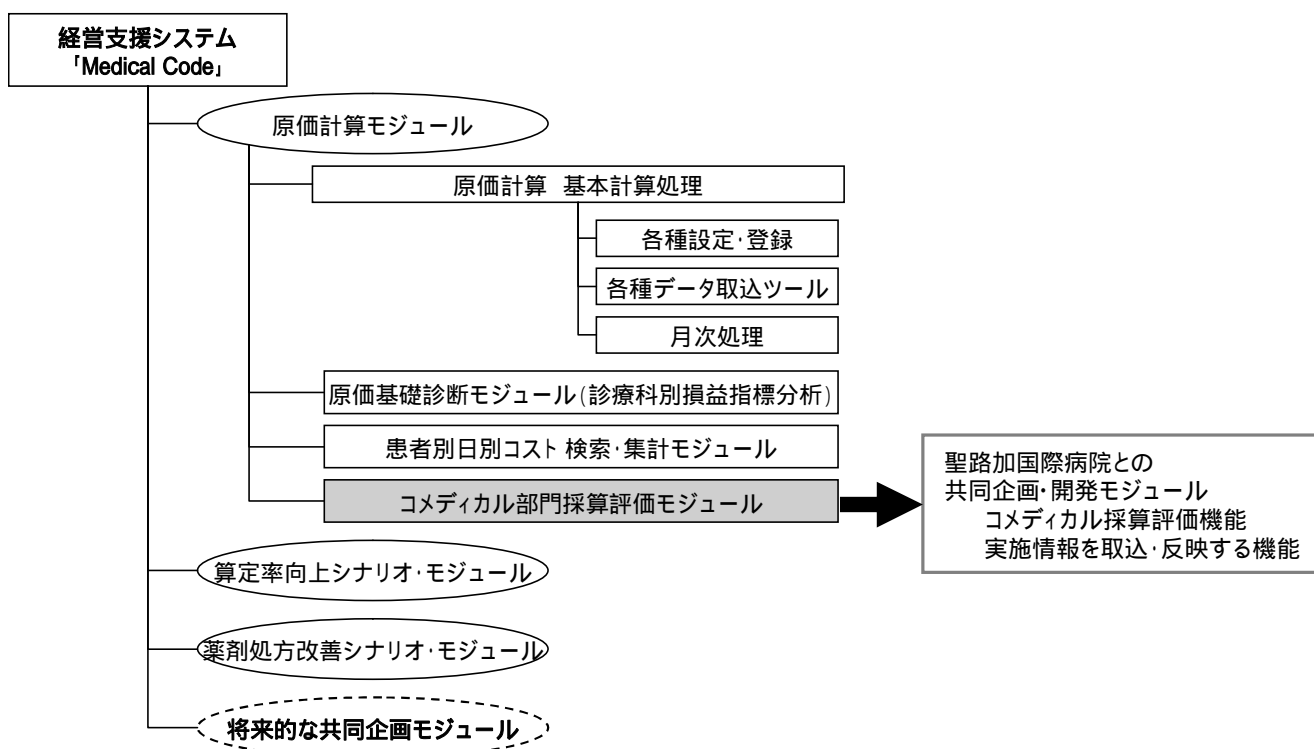 経営支援システム
「Medical Code」
原価計算モジュール
原価計算 基本計算処理
各種設定・登録
各種データ取込ツール
月次処理
原価基礎診断モジュール(診療科別損益指標分析)
患者別日別コスト 検索・集計モジュール
コメディカル部門採算評価モジュール
聖路加国際病院との
共同企画・開発モジュール
コメディカル採算評価機能
実施情報を取込・反映する機能
算定率向上シナリオ・モジュール
薬剤処方改善シナリオ・モジュール
将来的な共同企画モジュール